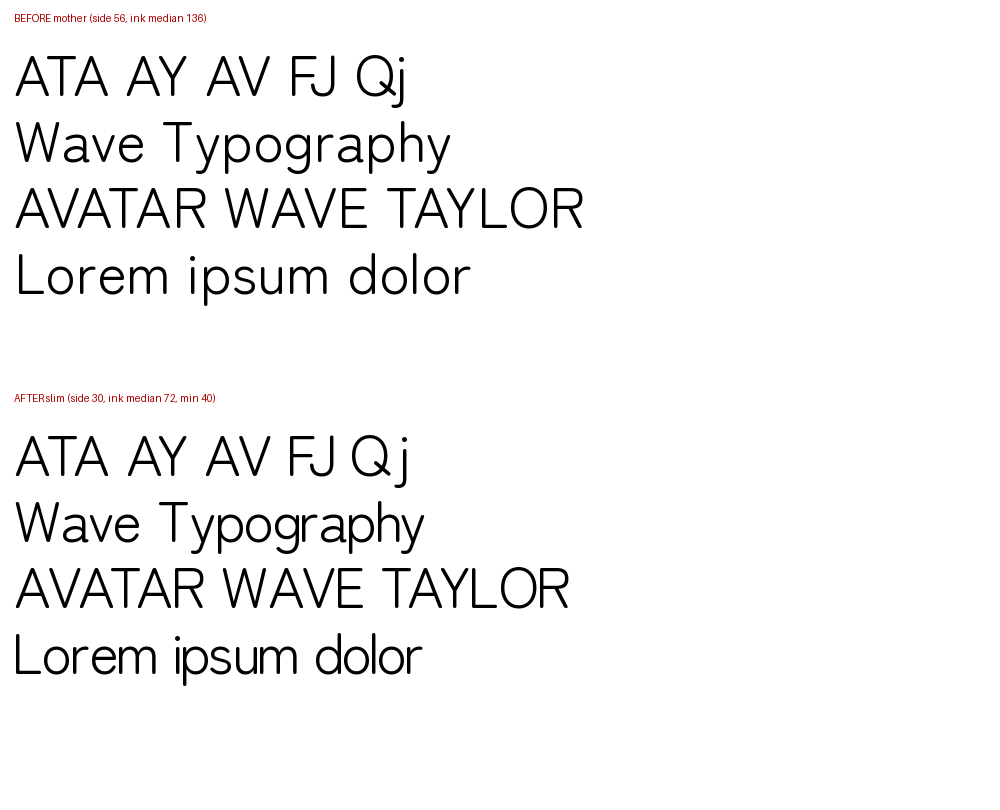 BEFORE mother (side 56, ink median 136)
ATA AY AV FJ Qj
Wave Typography
AVATAR WAVE TAYLOR
Lorem ipsum dolor
AFTER slim (side 30, ink median 72, min 40)
ATA AY AV FJ Qj
Wave Typography
AVATAR WAVE TAYLOR
Lorem ipsum dolor